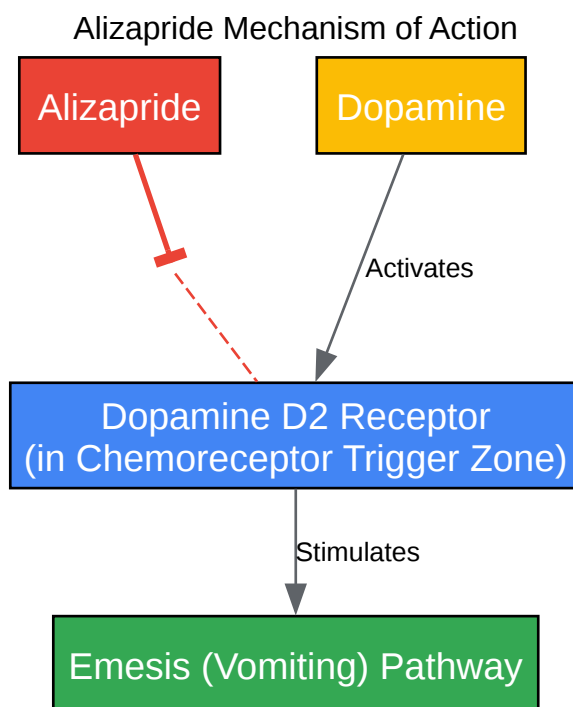 Alizapride Mechanism of Action
Alizapride
Dopamine
Activates
Dopamine D2 Receptor
(in Chemoreceptor Trigger Zone)
Stimulates
Emesis (Vomiting) Pathway